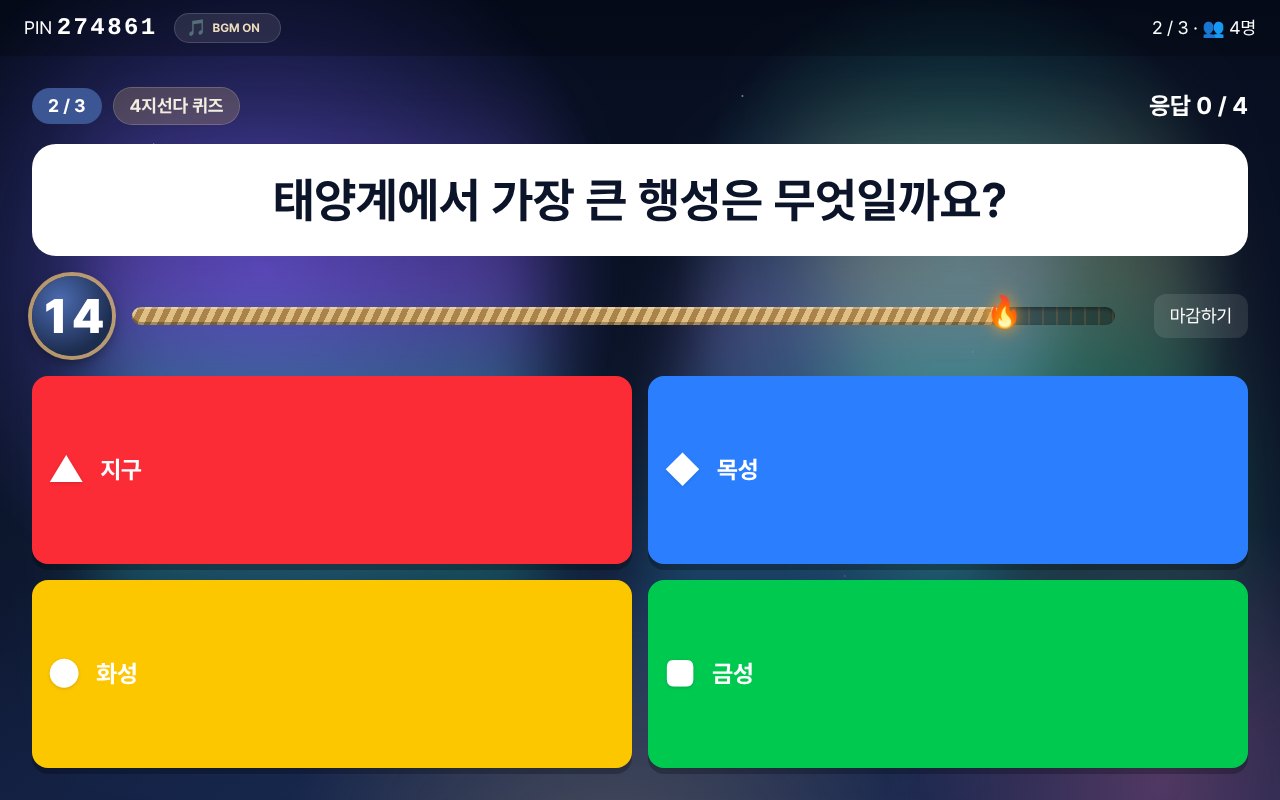 PIN 274861 🎵 BGM ON 2 / 3 · 👥 4명
2 / 3 4지선다 퀴즈 응답 0 / 4
태양계에서 가장 큰 행성은 무엇일까요?
14 마감하기
지구
목성
화성
금성